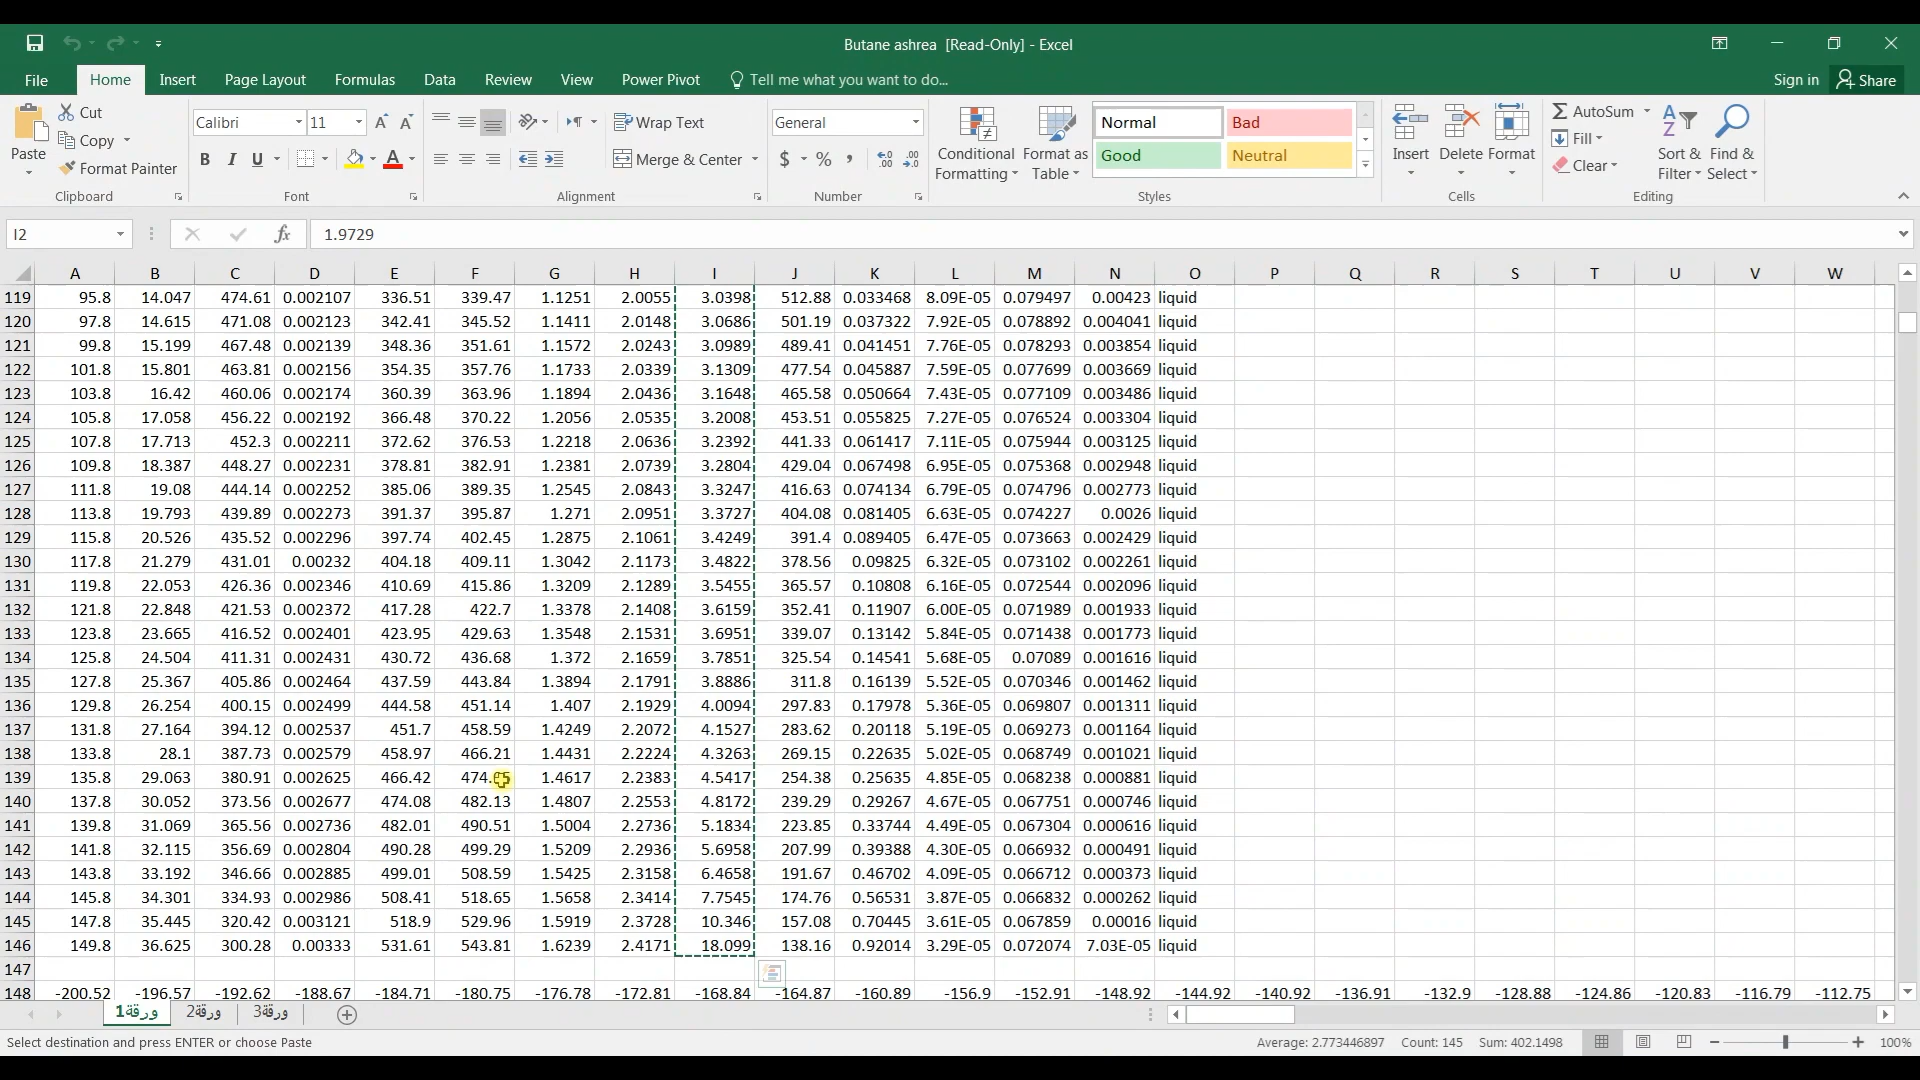 Butane ashrea [Read-Only] - Excel
File Home Insert Page Layout Formulas Data Review View Power Pivot Tell me what you want to do... Sign in Share
Paste Cut Copy Format Painter Clipboard
Calibri 11 B I U Font
Wrap Text Merge & Center Alignment
General $ % Number
Conditional Formatting Format as Table Normal Bad Good Neutral Styles
Insert Delete Format Cells
AutoSum Fill Clear Sort & Filter Find & Select Editing
I2 fx 1.9729
A B C D E F G H I J K L M N O P Q R S T U V W
119 95.8 14.047 474.61 0.002107 336.51 339.47 1.1251 2.0055 3.0398 512.88 0.033468 8.09E-05 0.079497 0.00423 liquid
120 97.8 14.615 471.08 0.002123 342.41 345.52 1.1411 2.0148 3.0686 501.19 0.037322 7.92E-05 0.078892 0.004041 liquid
121 99.8 15.199 467.48 0.002139 348.36 351.61 1.1572 2.0243 3.0989 489.41 0.041451 7.76E-05 0.078293 0.003854 liquid
122 101.8 15.801 463.81 0.002156 354.35 357.76 1.1733 2.0339 3.1309 477.54 0.045887 7.59E-05 0.077699 0.003669 liquid
123 103.8 16.42 460.06 0.002174 360.39 363.96 1.1894 2.0436 3.1648 465.58 0.050664 7.43E-05 0.077109 0.003486 liquid
124 105.8 17.058 456.22 0.002192 366.48 370.22 1.2056 2.0535 3.2008 453.51 0.055825 7.27E-05 0.076524 0.003304 liquid
125 107.8 17.713 452.3 0.002211 372.62 376.53 1.2218 2.0636 3.2392 441.33 0.061417 7.11E-05 0.075944 0.003125 liquid
126 109.8 18.387 448.27 0.002231 378.81 382.91 1.2381 2.0739 3.2804 429.04 0.067498 6.95E-05 0.075368 0.002948 liquid
127 111.8 19.08 444.14 0.002252 385.06 389.35 1.2545 2.0843 3.3247 416.63 0.074134 6.79E-05 0.074796 0.002773 liquid
128 113.8 19.793 439.89 0.002273 391.37 395.87 1.271 2.0951 3.3727 404.08 0.081405 6.63E-05 0.074227 0.0026 liquid
129 115.8 20.526 435.52 0.002296 397.74 402.45 1.2875 2.1061 3.4249 391.4 0.089405 6.47E-05 0.073663 0.002429 liquid
130 117.8 21.279 431.01 0.00232 404.18 409.11 1.3042 2.1173 3.4822 378.56 0.09825 6.32E-05 0.073102 0.002261 liquid
131 119.8 22.053 426.36 0.002346 410.69 415.86 1.3209 2.1289 3.5455 365.57 0.10808 6.16E-05 0.072544 0.002096 liquid
132 121.8 22.848 421.53 0.002372 417.28 422.7 1.3378 2.1408 3.6159 352.41 0.11907 6.00E-05 0.071989 0.001933 liquid
133 123.8 23.665 416.52 0.002401 423.95 429.63 1.3548 2.1531 3.6951 339.07 0.13142 5.84E-05 0.071438 0.001773 liquid
134 125.8 24.504 411.31 0.002431 430.72 436.68 1.372 2.1659 3.7851 325.54 0.14541 5.68E-05 0.07089 0.001616 liquid
135 127.8 25.367 405.86 0.002464 437.59 443.84 1.3894 2.1791 3.8886 311.8 0.16139 5.52E-05 0.070346 0.001462 liquid
136 129.8 26.254 400.15 0.002499 444.58 451.14 1.407 2.1929 4.0094 297.83 0.17978 5.36E-05 0.069807 0.001311 liquid
137 131.8 27.164 394.12 0.002537 451.7 458.59 1.4249 2.2072 4.1527 283.62 0.20118 5.19E-05 0.069273 0.001164 liquid
138 133.8 28.1 387.73 0.002579 458.97 466.21 1.4431 2.2224 4.3263 269.15 0.22635 5.02E-05 0.068749 0.001021 liquid
139 135.8 29.063 380.91 0.002625 466.42 1.4617 2.2383 4.5417 254.38 0.25635 4.85E-05 0.068238 0.000881 liquid
140 137.8 30.052 373.56 0.002677 474.08 482.13 1.4807 2.2553 4.8172 239.29 0.29267 4.67E-05 0.067751 0.000746 liquid
141 139.8 31.069 365.56 0.002736 482.01 490.51 1.5004 2.2736 5.1834 223.85 0.33744 4.49E-05 0.067304 0.000616 liquid
142 141.8 32.115 356.69 0.002804 490.28 499.29 1.5209 2.2936 5.6958 207.99 0.39388 4.30E-05 0.066932 0.000491 liquid
143 143.8 33.192 346.66 0.002885 499.01 508.59 1.5425 2.3158 6.4658 191.67 0.46702 4.09E-05 0.066712 0.000373 liquid
144 145.8 34.301 334.93 0.002986 508.41 518.65 1.5658 2.3414 7.7545 174.76 0.56531 3.87E-05 0.066832 0.000262 liquid
145 147.8 35.445 320.42 0.003121 518.9 529.96 1.5919 2.3728 10.346 157.08 0.70445 3.61E-05 0.067859 0.00016 liquid
146 149.8 36.625 300.28 0.00333 531.61 543.81 1.6239 2.4171 18.099 138.16 0.92014 3.29E-05 0.072074 7.03E-05 liquid
147
148 -200.52 -196.57 -192.62 -188.67 -184.71 -180.75 -176.78 -172.81 -168.84 -164.87 -160.89 -156.9 -152.91 -148.92 -144.92 -140.92 -136.91 -132.9 -128.88 -124.86 -120.83 -116.79 -112.75
ورقة1 ورقة2 ورقة3
Select destination and press ENTER or choose Paste Average: 2.773446897 Count: 145 Sum: 402.1498 100%